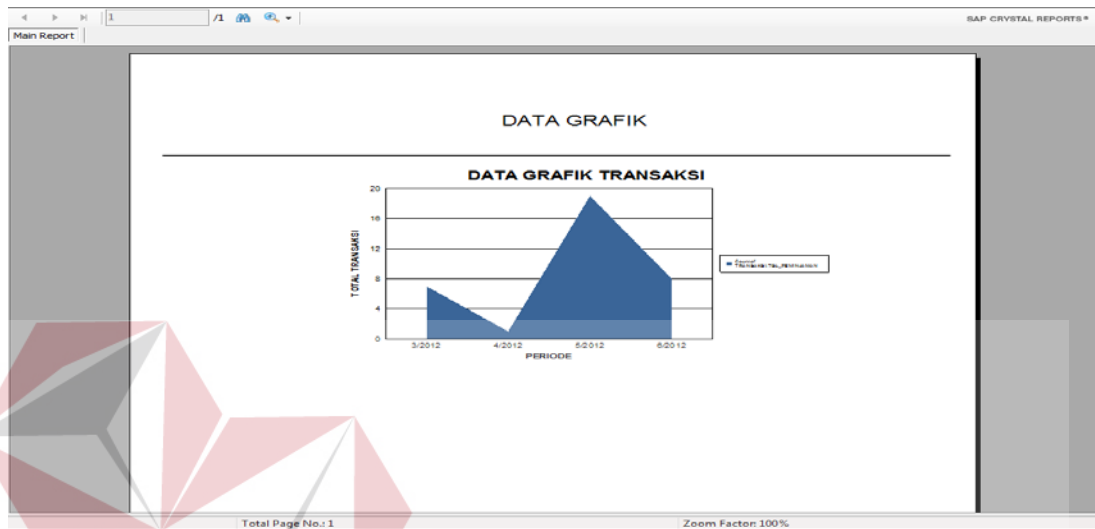 1 /1
SAP CRYSTAL REPORTS®
Main Report
DATA GRAFIK
DATA GRAFIK TRANSAKSI
TOTAL TRANSAKSI
20
16
12
8
4
0
3/2012 4/2012 5/2012 6/2012
PERIODE
Total Page No.: 1 Zoom Factor: 100%